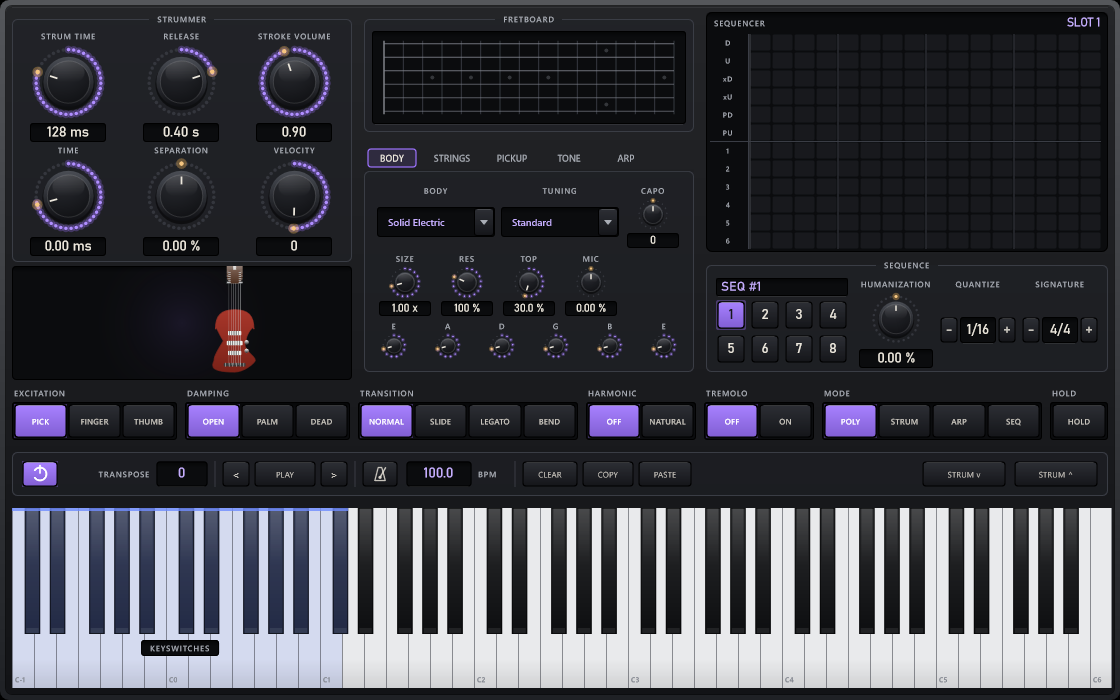 STRUMMER
STRUM TIME RELEASE STROKE VOLUME
128 ms 0.40 s 0.90
TIME SEPARATION VELOCITY
0.00 ms 0.00 % 0
FRETBOARD
BODY STRINGS PICKUP TONE ARP
BODY TUNING CAPO
Solid Electric Standard
0
SIZE RES TOP MIC
1.00 x 100 % 30.0 % 0.00 %
E A D G B E
SEQUENCER SLOT 1
D
U
xD
xU
PD
PU
1
2
3
4
5
6
SEQUENCE
SEQ #1 HUMANIZATION QUANTIZE SIGNATURE
1 2 3 4
- 1/16 + - 4/4 +
5 6 7 8
0.00 %
EXCITATION DAMPING TRANSITION HARMONIC TREMOLO MODE HOLD
PICK FINGER THUMB OPEN PALM DEAD NORMAL SLIDE LEGATO BEND OFF NATURAL OFF ON POLY STRUM ARP SEQ HOLD
TRANSPOSE 0 < PLAY > 100.0 BPM CLEAR COPY PASTE STRUM v STRUM ^
KEYSWITCHES
C-1 C0 C1 C2 C3 C4 C5 C6